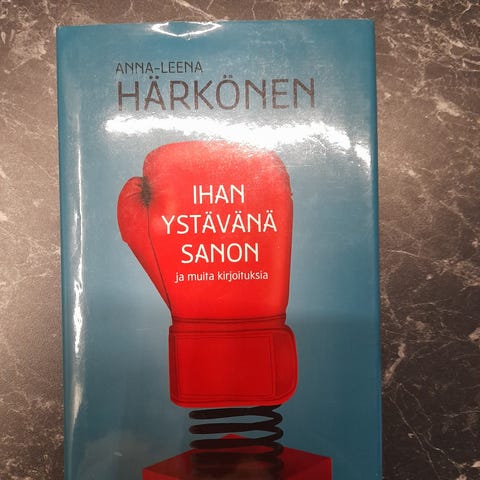 ANNA-LEENA
HÄRKÖNEN
IHAN
YSTÄVÄNÄ
SANON
ja muita kirjoituksia